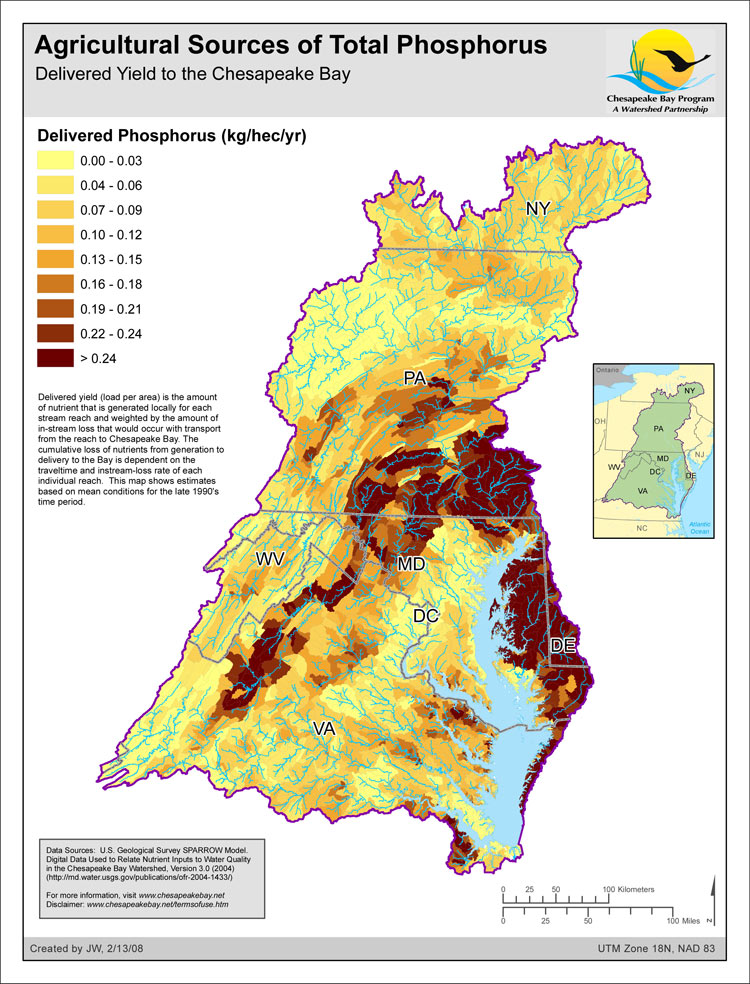 Agricultural Sources of Total Phosphorus
Delivered Yield to the Chesapeake Bay
Chesapeake Bay Program
A Watershed Partnership
Delivered Phosphorus (kg/hec/yr)
0.00 - 0.03
0.04 - 0.06
0.07 - 0.09
0.10 - 0.12
0.13 - 0.15
0.16 - 0.18
0.19 - 0.21
0.22 - 0.24
> 0.24
Delivered yield (load per area) is the amount
of nutrient that is generated locally for each
stream reach and weighted by the amount of
in-stream loss that would occur with transport
from the reach to Chesapeake Bay. The
cumulative loss of nutrients from generation to
delivery to the Bay is dependent on the
traveltime and instream-loss rate of each
individual reach. This map shows estimates
based on mean conditions for the late 1990's
time period.
NY
PA
WV
MD
DC
DE
VA
Ontario
NY
OH
PA
NJ
MD
WV
DC
DE
VA
NC
Atlantic
Ocean
Data Sources: U.S. Geological Survey SPARROW Model.
Digital Data Used to Relate Nutrient Inputs to Water Quality
in the Chesapeake Bay Watershed, Version 3.0 (2004)
(http://md.water.usgs.gov/publications/ofr-2004-1433/)
For more information, visit www.chesapeakebay.net
Disclaimer: www.chesapeakebay.net/termsofuse.htm
0 25 50 100 Kilometers
0 25 50 100 Miles
N
Created by JW, 2/13/08
UTM Zone 18N, NAD 83